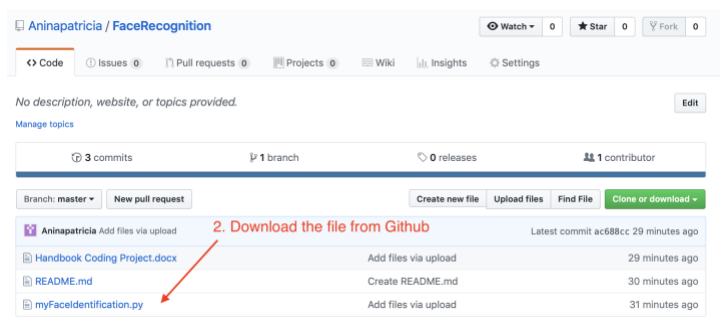 Aninapatricia / FaceRecognition
Watch 0 Star 0 Fork 0
Code Issues 0 Pull requests 0 Projects 0 Wiki Insights Settings
No description, website, or topics provided. Edit
Manage topics
3 commits 1 branch 0 releases 1 contributor
Branch: master New pull request Create new file Upload files Find File Clone or download
Aninapatricia Add files via upload 2. Download the file from Github Latest commit ac688cc 29 minutes ago
Handbook Coding Project.docx Add files via upload 29 minutes ago
README.md Create README.md 30 minutes ago
myFaceIdentification.py Add files via upload 31 minutes ago